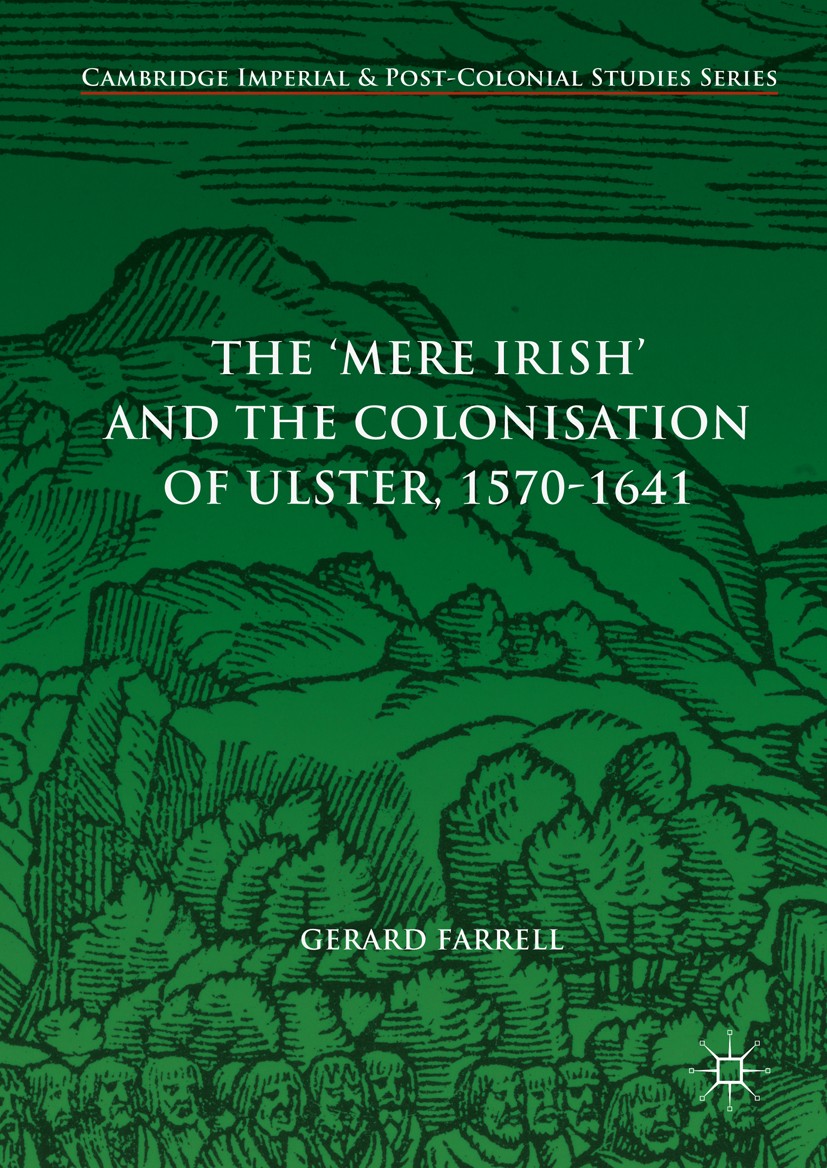 Cambridge Imperial & Post-Colonial Studies Series
THE ‘MERE IRISH’
AND THE COLONISATION
OF ULSTER, 1570-1641
GERARD FARRELL